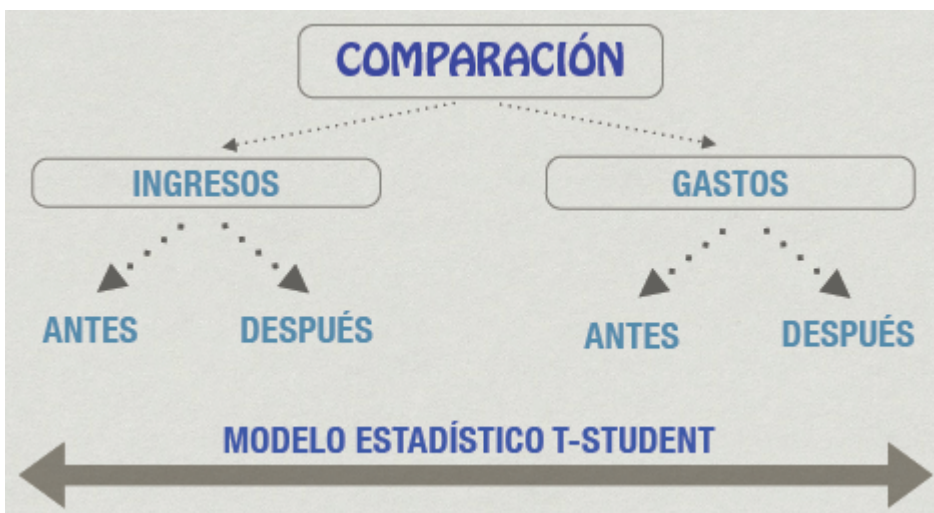 COMPARACIÓN
INGRESOS
GASTOS
ANTES
DESPUÉS
ANTES
DESPUÉS
MODELO ESTADÍSTICO T-STUDENT